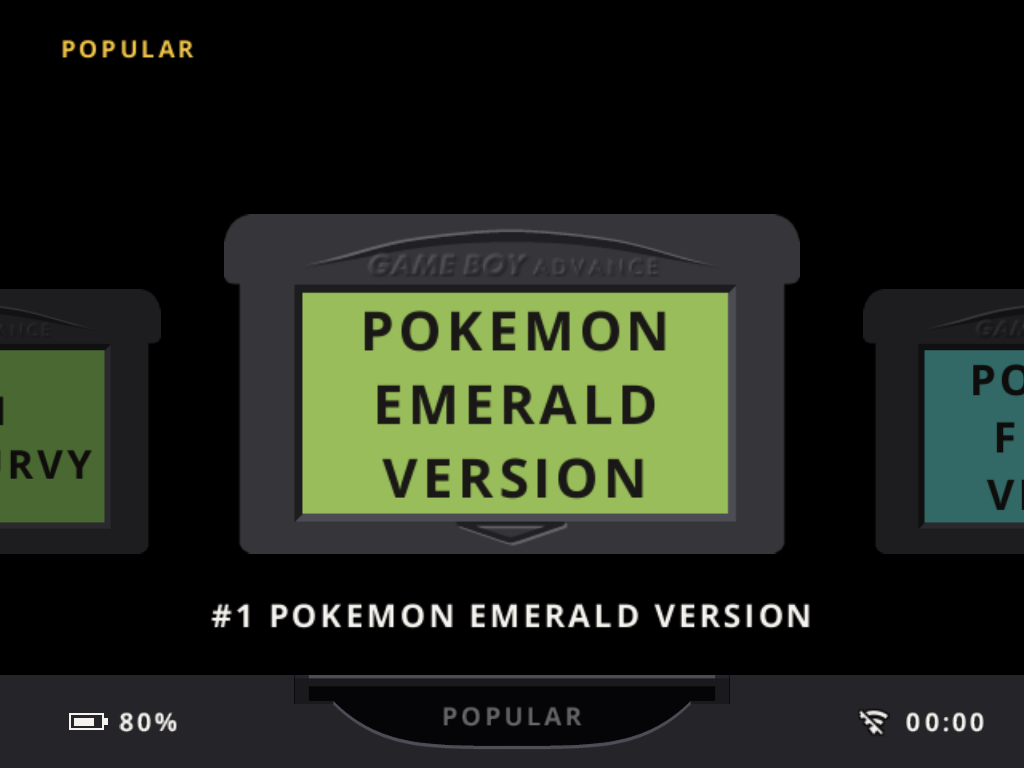 POPULAR
GAME BOY ADVANCE
POKEMON
EMERALD
VERSION
#1 POKEMON EMERALD VERSION
80%
POPULAR
00:00